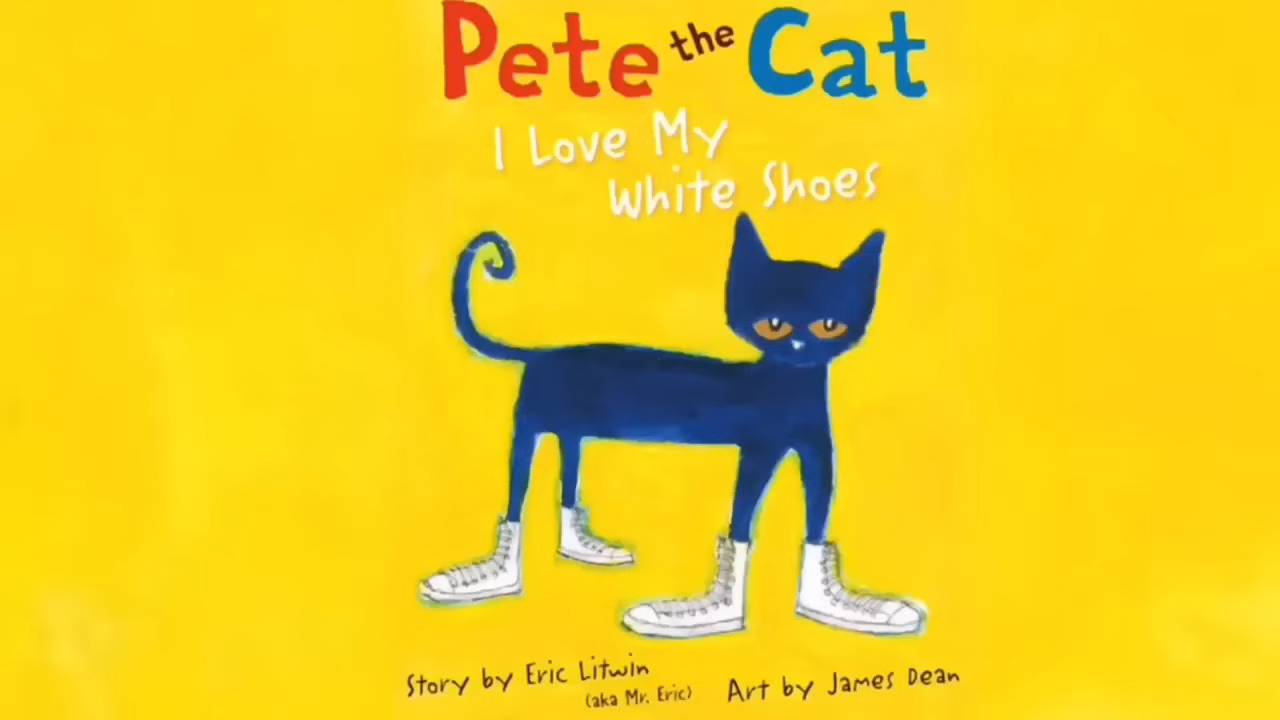 Pete the Cat
I Love My
White Shoes
Story by Eric Litwin
(aka Mr. Eric)
Art by James Dean